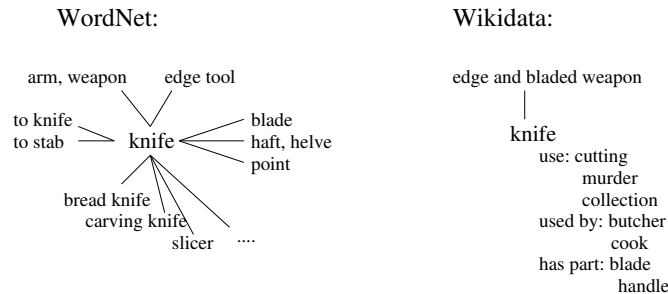 WordNet:
arm, weapon
edge tool
to knife
to stab
knife
blade
haft, helve
point
bread knife
carving knife
slicer
....
Wikidata:
edge and bladed weapon
knife
use: cutting
murder
collection
used by: butcher
cook
has part: blade
handle